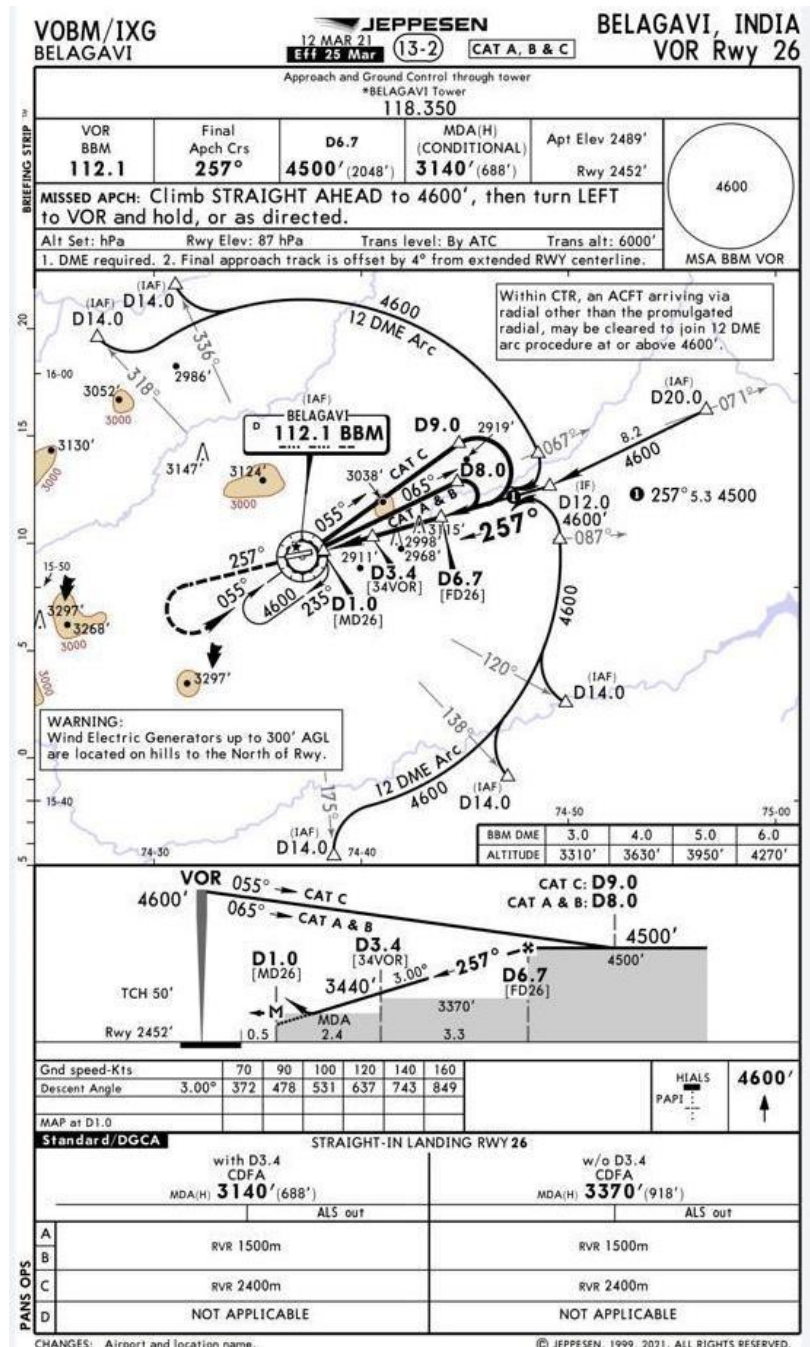 VOBM/IXG
BELAGAVI
JEPPESEN
12 MAR 21
Eff 25 Mar
13-2
CAT A, B & C
BELAGAVI, INDIA
VOR Rwy 26
BRIEFING STRIP TM
Approach and Ground Control through tower
*BELAGAVI Tower
118.350
VOR
BBM
112.1
Final
Apch Crs
257°
D6.7
4500'(2048')
MDA(H)
(CONDITIONAL)
3140'(688')
Apt Elev 2489'
Rwy 2452'
4600
MSA BBM VOR
MISSED APCH: Climb STRAIGHT AHEAD to 4600', then turn LEFT
to VOR and hold, or as directed.
Alt Set: hPa Rwy Elev: 87 hPa Trans level: By ATC Trans alt: 6000'
1. DME required. 2. Final approach track is offset by 4° from extended RWY centerline.
Within CTR, an ACFT arriving via
radial other than the promulgated
radial, may be cleared to join 12 DME
arc procedure at or above 4600'.
(IAF)
D14.0
(IAF)
D14.0
4600
12 DME Arc
336°
318°
20
16-00
2986'
3052'
3000
3130'
3000
3147'
3124'
(IAF)
BELAGAVI
D 112.1 BBM
D9.0
2919'
D8.0
(IAF)
D20.0
071°
8.2
4600
067°
15
3038'
CAT C
055°
065°
CAT A & B
(IF)
D12.0
4600'
1 257° 5.3 4500
087°
257°
3115'
2998'
2968'
2911'
D3.4
[34VOR]
D6.7
[FD26]
D1.0
[MD26]
10
15-50
257°
055°
4600
235°
3297'
3268'
3000
3297'
3000
4600
120°
(IAF)
D14.0
138°
(IAF)
D14.0
12 DME Arc
4600
175°
(IAF)
D14.0
5
0
5
WARNING:
Wind Electric Generators up to 300' AGL
are located on hills to the North of Rwy.
15-40
74-30
74-40
74-50
75-00
BBM DME 3.0 4.0 5.0 6.0
ALTITUDE 3310' 3630' 3950' 4270'
VOR
4600'
055° CAT C
065° CAT A & B
CAT C: D9.0
CAT A & B: D8.0
4500'
4500'
D1.0
[MD26]
D3.4
[34VOR]
3440'
3.00°
257°
D6.7
[FD26]
3370'
M
MDA
TCH 50'
Rwy 2452'
0.5 2.4 3.3
Gnd speed-Kts 70 90 100 120 140 160
Descent Angle 3.00° 372 478 531 637 743 849
MAP at D1.0
HIALS
PAPI
4600'
Standard/DGCA
STRAIGHT-IN LANDING RWY 26
with D3.4
CDFA
MDA(H) 3140'(688')
w/o D3.4
CDFA
MDA(H) 3370'(918')
ALS out
ALS out
A
B
RVR 1500m
RVR 1500m
C
RVR 2400m
RVR 2400m
D
NOT APPLICABLE
NOT APPLICABLE
PANS OPS
CHANGES: Airport and location name.
© JEPPESEN, 1999, 2021. ALL RIGHTS RESERVED.